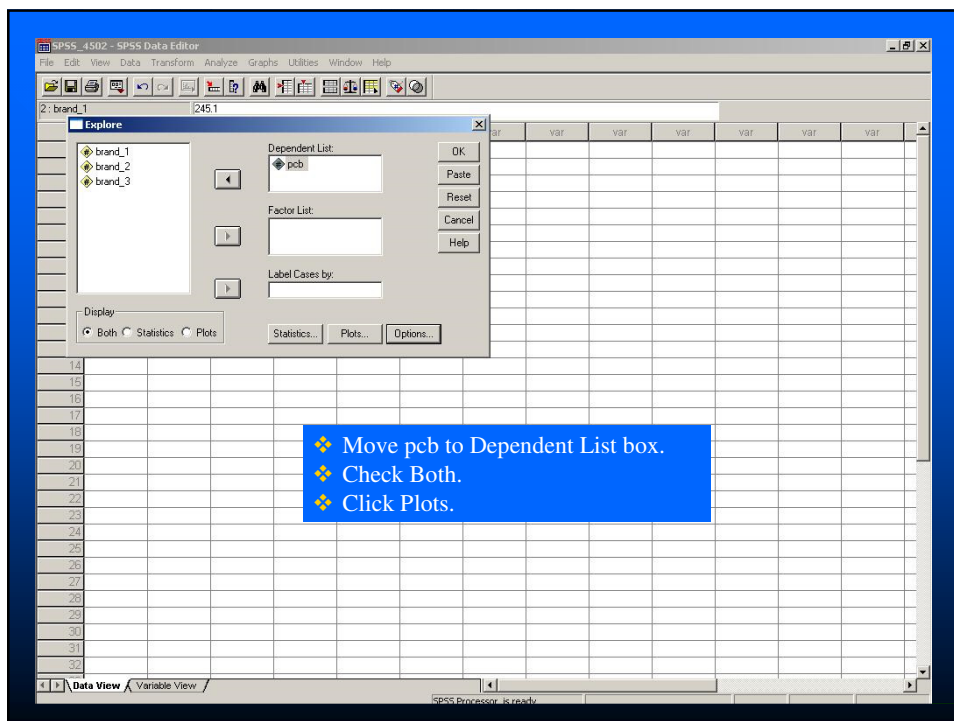 SPSS_4502 - SPSS Data Editor
File Edit View Data Transform Analyze Graphs Utilities Window Help
2 : brand_1 245.1
Explore
var var var var var var
brand_1
brand_2
brand_3
Dependent List:
pcb
Factor List:
Label Cases by:
OK
Paste
Reset
Cancel
Help
Display
Both Statistics Plots
Statistics... Plots... Options...
14
15
16
17
18
19
20
21
22
23
24
25
26
27
28
29
30
31
32
❖ Move pcb to Dependent List box.
❖ Check Both.
❖ Click Plots.
Data View Variable View
SPSS Processor is ready